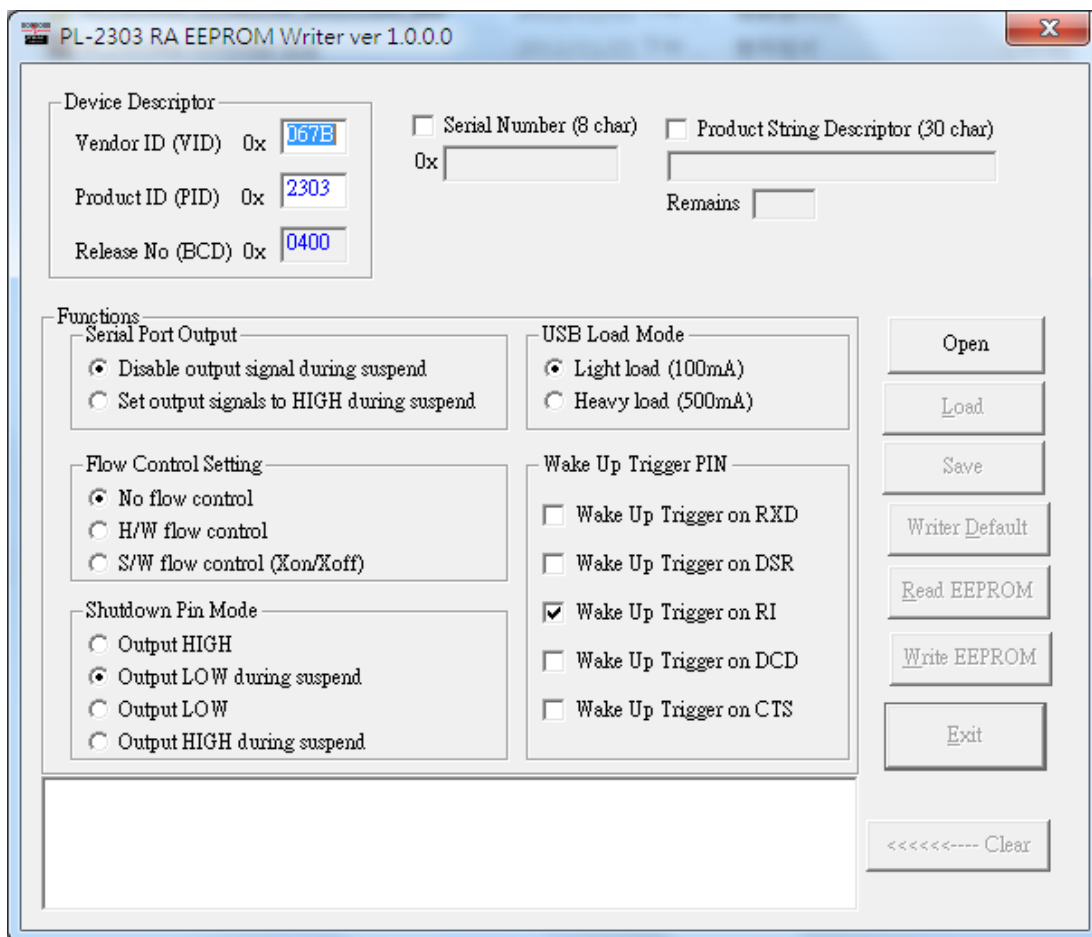 PL-2303 RA EEPROM Writer ver 1.0.0.0
Device Descriptor
Vendor ID (VID) 0x 067B
Product ID (PID) 0x 2303
Release No (BCD) 0x 0400
Serial Number (8 char)
0x
Product String Descriptor (30 char)
Remains
Functions
Serial Port Output
Disable output signal during suspend
Set output signals to HIGH during suspend
USB Load Mode
Light load (100mA)
Heavy load (500mA)
Flow Control Setting
No flow control
H/W flow control
S/W flow control (Xon/Xoff)
Shutdown Pin Mode
Output HIGH
Output LOW during suspend
Output LOW
Output HIGH during suspend
Wake Up Trigger PIN
Wake Up Trigger on RXD
Wake Up Trigger on DSR
Wake Up Trigger on RI
Wake Up Trigger on DCD
Wake Up Trigger on CTS
Open
Load
Save
Writer Default
Read EEPROM
Write EEPROM
Exit
<<<<<<---- Clear